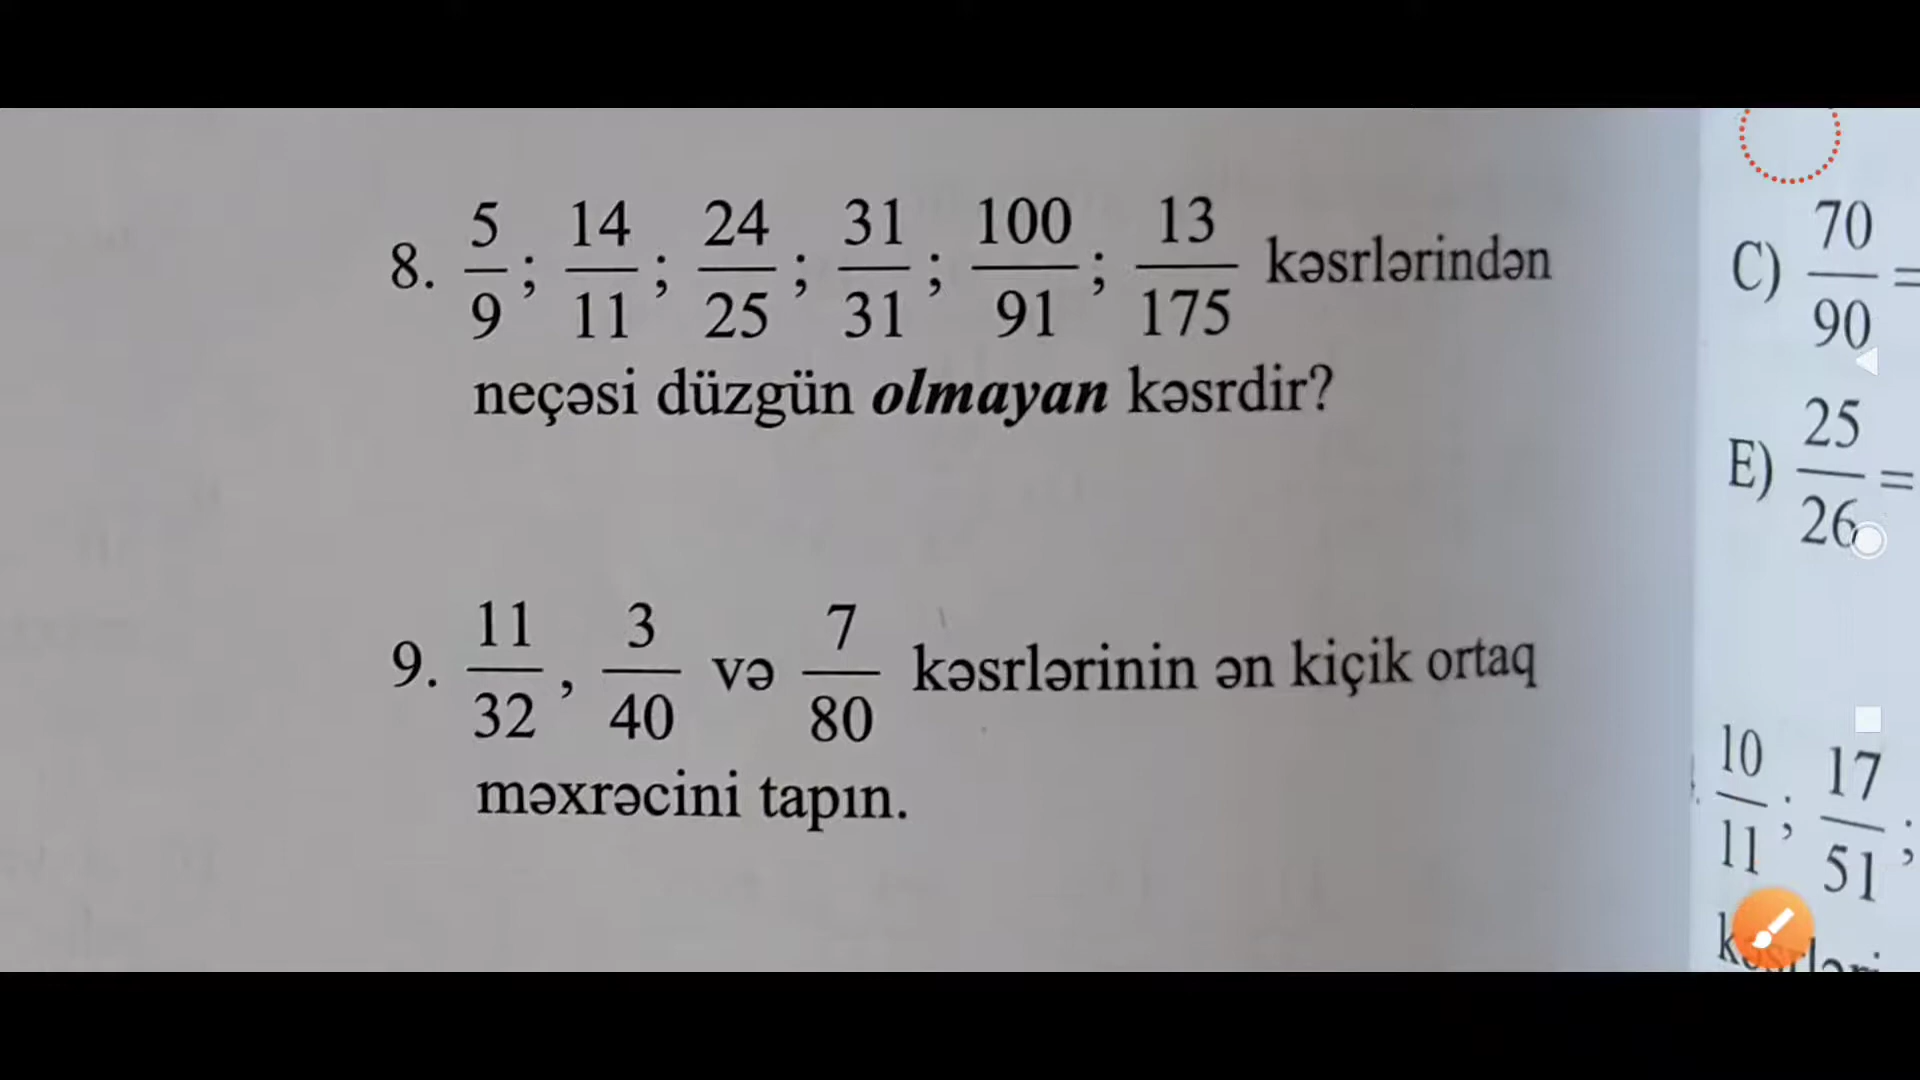 8. 5/9; 14/11; 24/25; 31/31; 100/91; 13/175 kəsrlərindən
neçəsi düzgün olmayan kəsrdir?
9. 11/32, 3/40 və 7/80 kəsrlərinin ən kiçik ortaq
məxrəcini tapın.
C) 70/90 =
E) 25/26 =
10/11; 17/51;